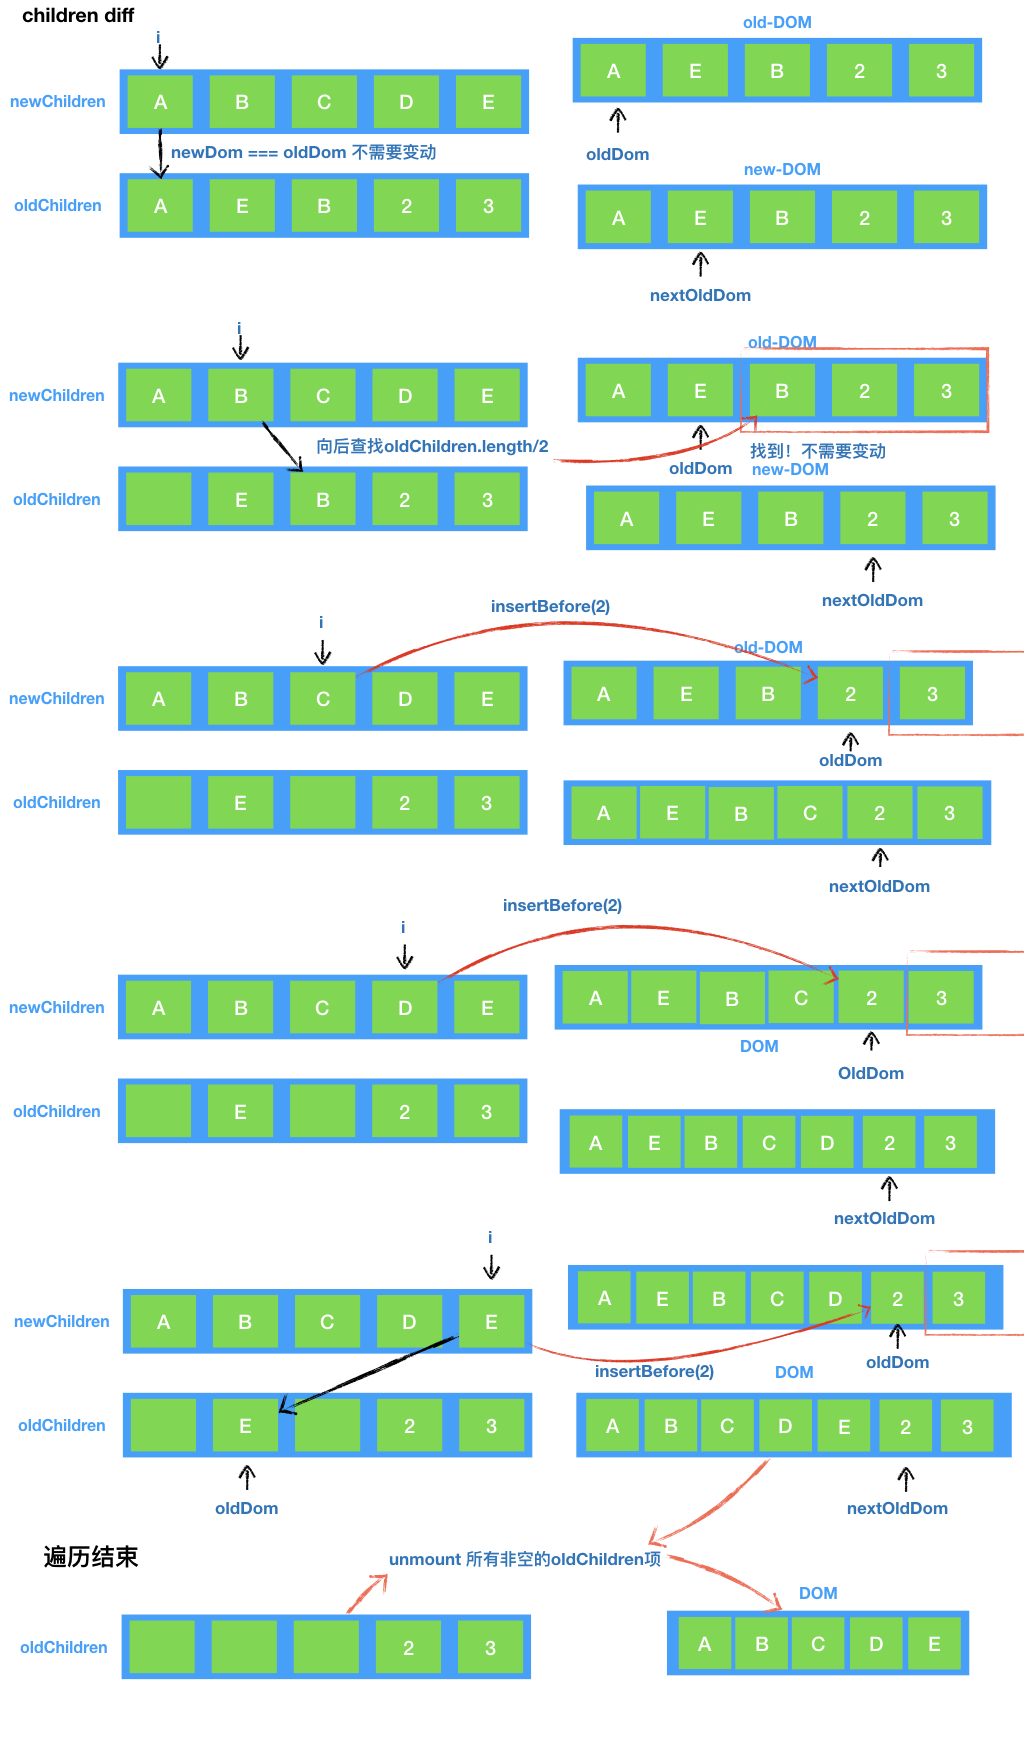 children diff
i
newChildren
A B C D E
newDom === oldDom 不需要变动
oldChildren
A E B 2 3
old-DOM
A E B 2 3
oldDom
new-DOM
A E B 2 3
nextOldDom
i
newChildren
A B C D E
向后查找oldChildren.length/2
oldChildren
E B 2 3
old-DOM
A E B 2 3
oldDom
找到！不需要变动
new-DOM
A E B 2 3
nextOldDom
insertBefore(2)
i
newChildren
A B C D E
oldChildren
E 2 3
old-DOM
A E B 2 3
oldDom
A E B C 2 3
nextOldDom
insertBefore(2)
i
newChildren
A B C D E
oldChildren
E 2 3
A E B C 2 3
DOM
OldDom
A E B C D 2 3
nextOldDom
i
newChildren
A B C D E
oldChildren
E 2 3
oldDom
A E B C D 2 3
oldDom
insertBefore(2)
DOM
A B C D E 2 3
nextOldDom
遍历结束
unmount 所有非空的oldChildren项
oldChildren
2 3
DOM
A B C D E